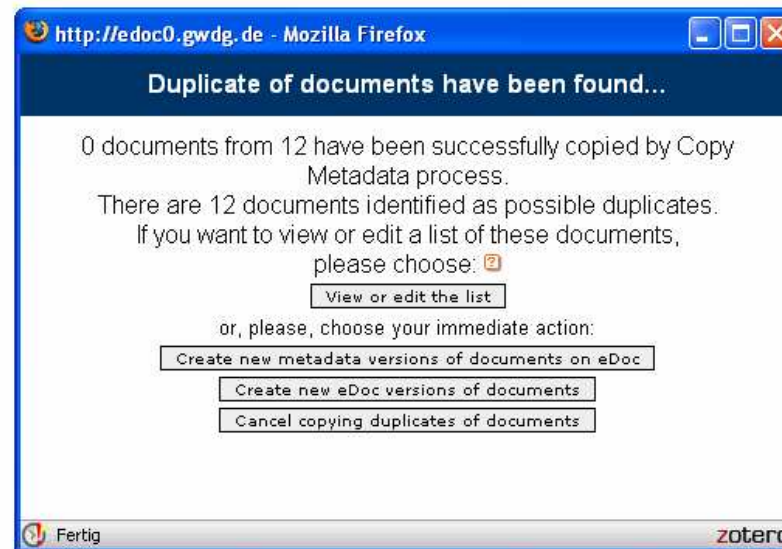 http://edoc0.gwdg.de - Mozilla Firefox
Duplicate of documents have been found...
0 documents from 12 have been successfully copied by Copy
Metadata process.
There are 12 documents identified as possible duplicates.
If you want to view or edit a list of these documents,
please choose: ?
View or edit the list
or, please, choose your immediate action:
Create new metadata versions of documents on eDoc
Create new eDoc versions of documents
Cancel copying duplicates of documents
Fertig zotero